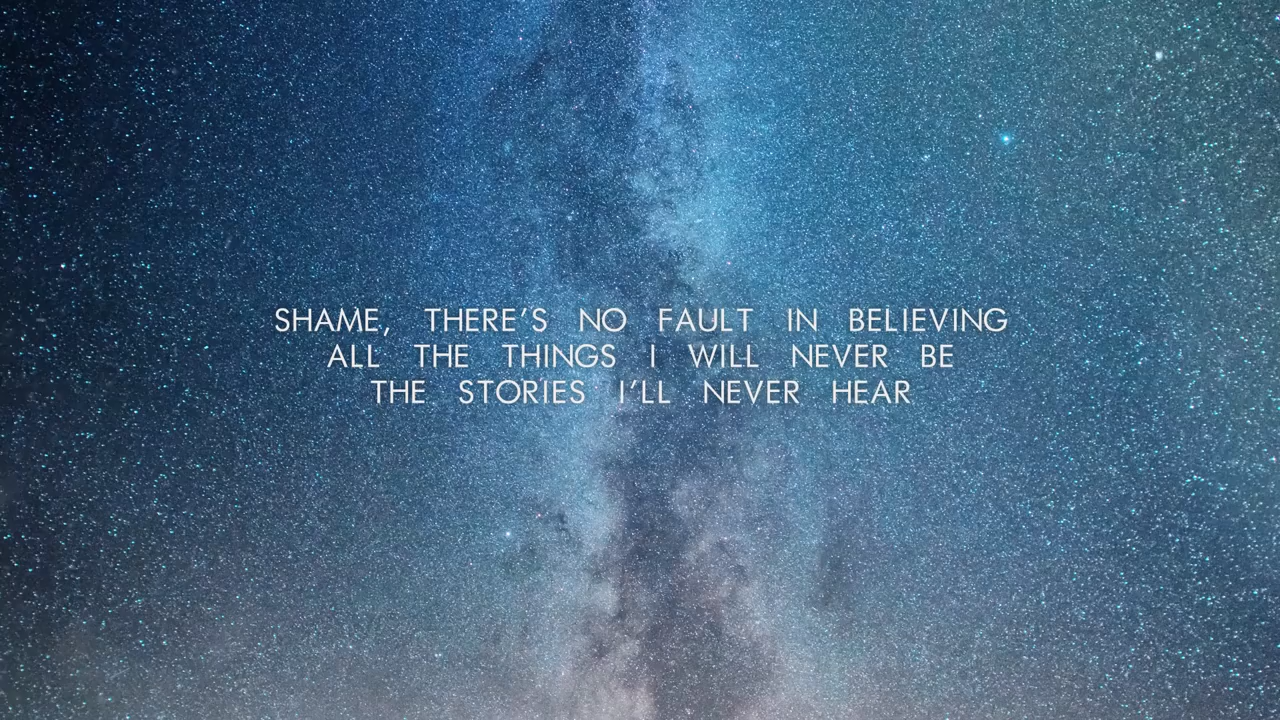 SHAME, THERE’S NO FAULT IN BELIEVING
ALL THE THINGS I WILL NEVER BE
THE STORIES I’LL NEVER HEAR